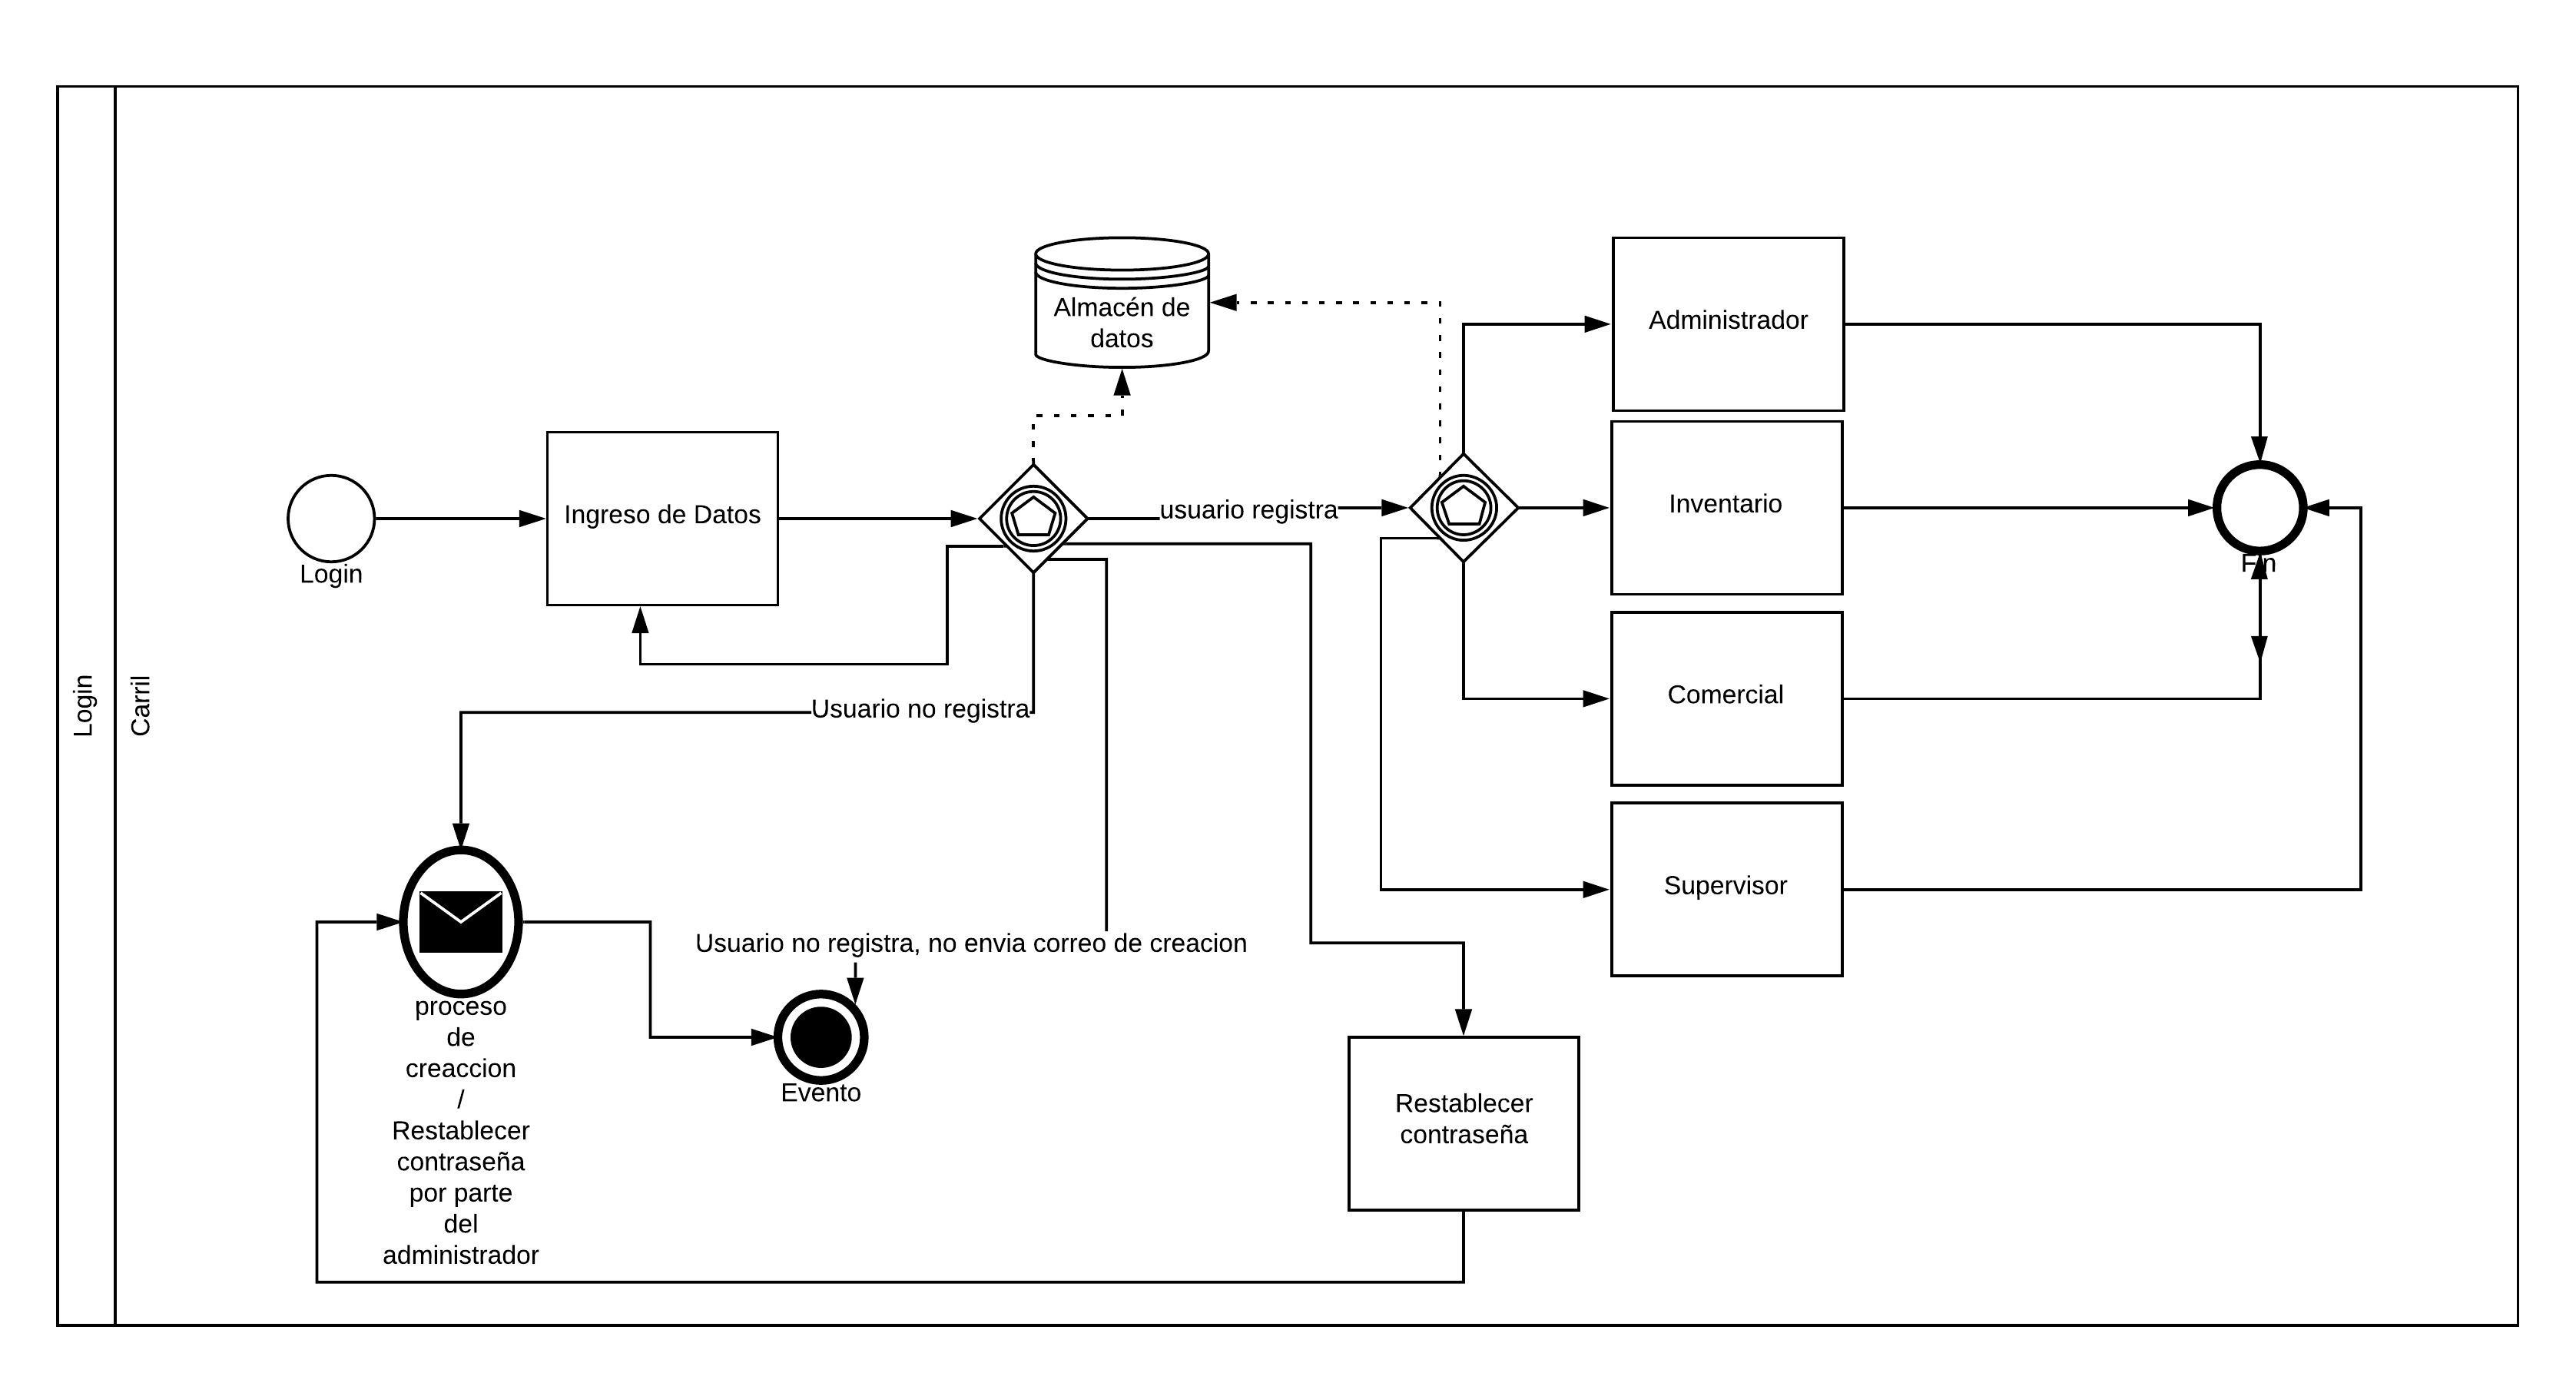 Login
Carril
Login
Ingreso de Datos
Almacén de
datos
usuario registra
Usuario no registra
Usuario no registra, no envia correo de creacion
Evento
proceso
de
creaccion
/
Restablecer
contraseña
por parte
del
administrador
Restablecer
contraseña
Administrador
Inventario
Comercial
Supervisor
Fin